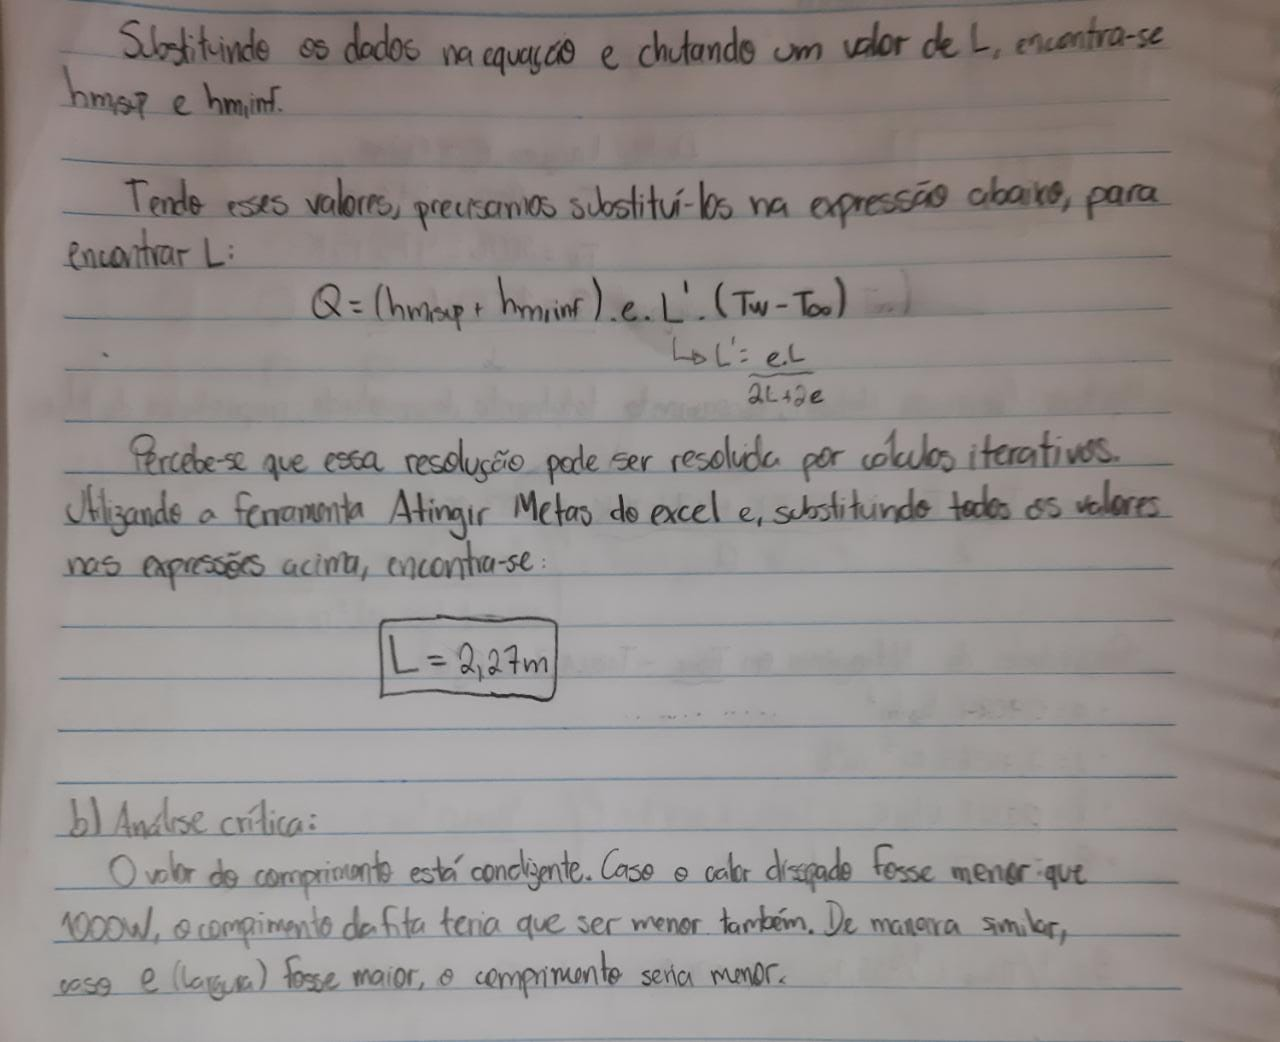 Substituindo os dados na equação e chutando um valor de L, encontra-se
hm,sup e hm,inf.
Tendo esses valores, precisamos substituí-los na expressão abaixo, para
encontrar L:
Q = (hm,sup + hm,inf) . e . L' . (Tw - T∞)
↳ L' = e.L
2L+2e
Percebe-se que essa resolução pode ser resolvida por cálculos iterativos.
Utilizando a ferramenta Atingir Metas do excel e, substituindo todos os valores
nas expressões acima, encontra-se:
L = 2,27m
b) Análise crítica:
O valor do comprimento está condizente. Caso o calor dissipado fosse menor que
1000W, o comprimento da fita teria que ser menor também. De maneira similar,
caso e (largura) fosse maior, o comprimento seria menor.